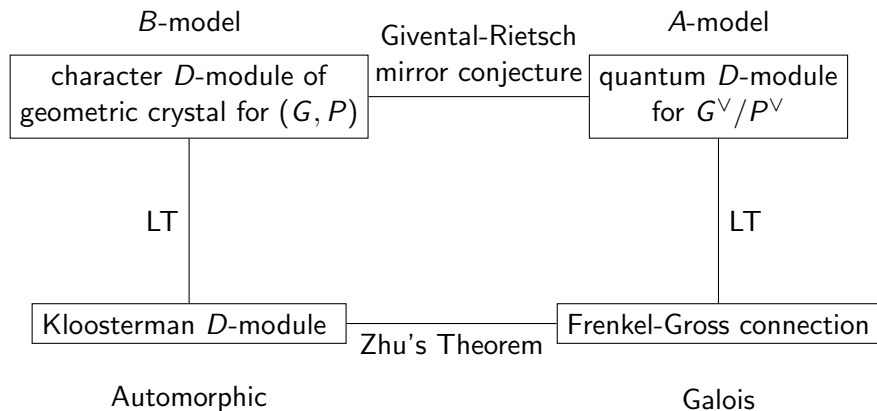 B-model
A-model
Givental-Rietsch
mirror conjecture
character D-module of
geometric crystal for (G, P)
quantum D-module
for G∨/P∨
LT
LT
Kloosterman D-module
Frenkel-Gross connection
Zhu's Theorem
Automorphic
Galois